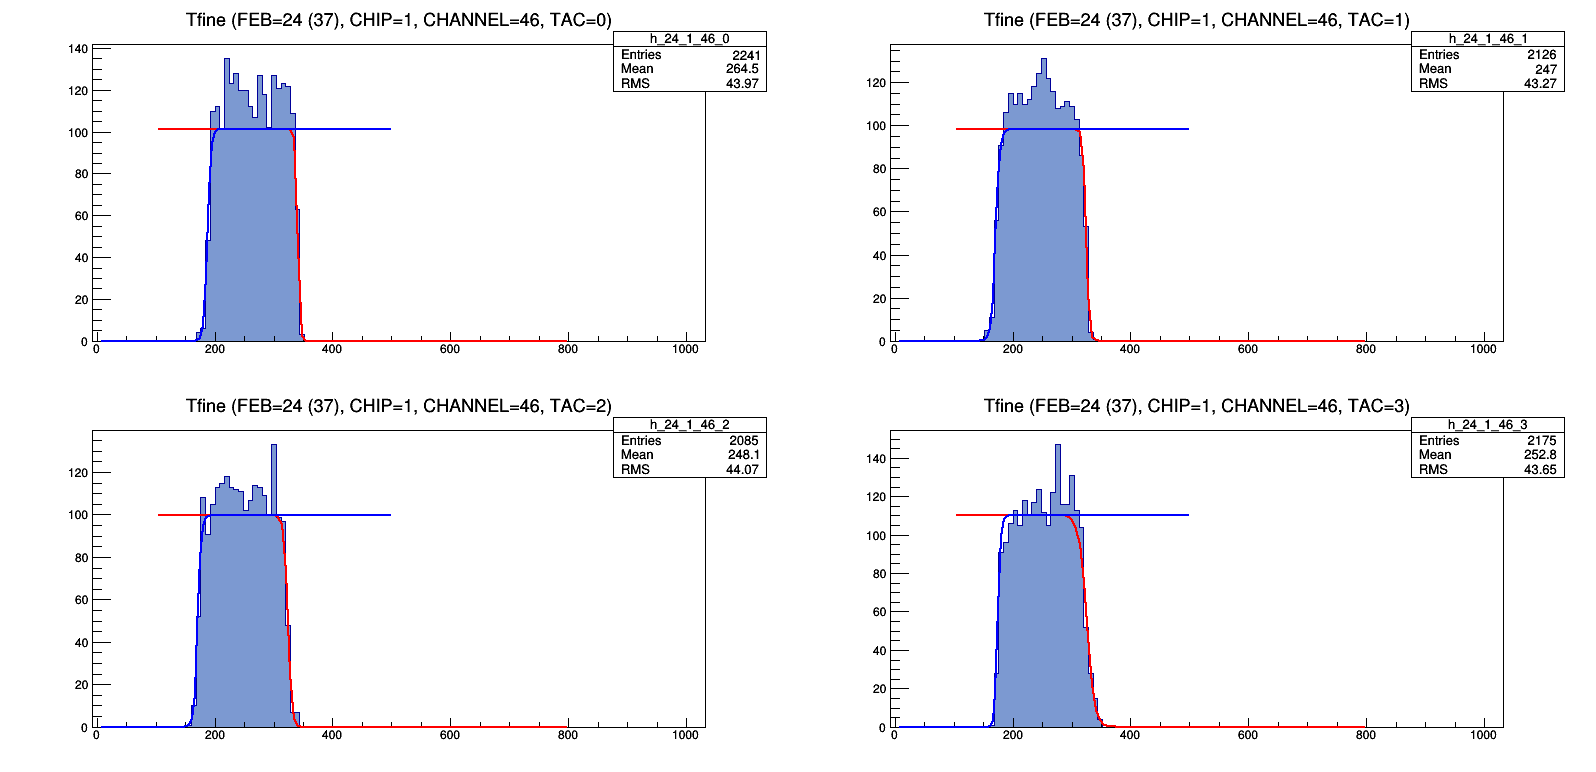 Tfine (FEB=24 (37), CHIP=1, CHANNEL=46, TAC=0)
h_24_1_46_0
Entries 2241
Mean 264.5
RMS 43.97
140
120
100
80
60
40
20
0
0 200 400 600 800 1000
Tfine (FEB=24 (37), CHIP=1, CHANNEL=46, TAC=1)
h_24_1_46_1
Entries 2126
Mean 247
RMS 43.27
120
100
80
60
40
20
0
0 200 400 600 800 1000
Tfine (FEB=24 (37), CHIP=1, CHANNEL=46, TAC=2)
h_24_1_46_2
Entries 2085
Mean 248.1
RMS 44.07
120
100
80
60
40
20
0
0 200 400 600 800 1000
Tfine (FEB=24 (37), CHIP=1, CHANNEL=46, TAC=3)
h_24_1_46_3
Entries 2175
Mean 252.8
RMS 43.65
140
120
100
80
60
40
20
0
0 200 400 600 800 1000